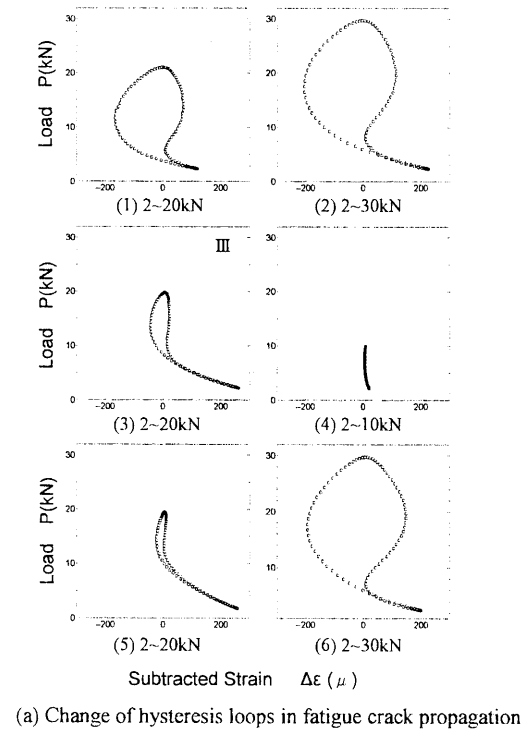 30 30
20 20
Load P(kN)
10 10
0 0
-200 0 200 -200 0 200
(1) 2~20kN (2) 2~30kN
30 III 30
20 20
Load P(kN)
10 10
0 0
-200 0 200 -200 0 200
(3) 2~20kN (4) 2~10kN
30 30
20 20
Load P(kN)
10 10
0 0
-200 0 200 -200 0 200
(5) 2~20kN (6) 2~30kN
Subtracted Strain Δε (μ)
(a) Change of hysteresis loops in fatigue crack propagation